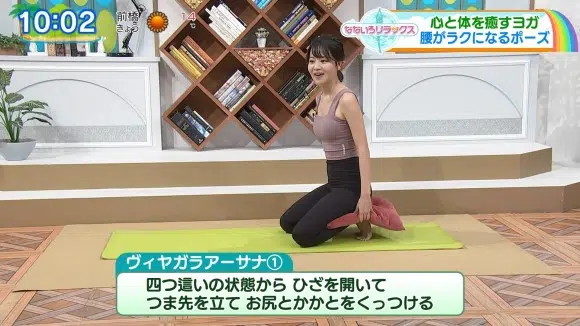 10:02
前橋
きょう
14
なないろリラックス
心と体を癒すヨガ
腰がラクになるポーズ
ヴィヤガラアーサナ①
四つ這いの状態から ひざを開いて
つま先を立て お尻とかかとをくっつける